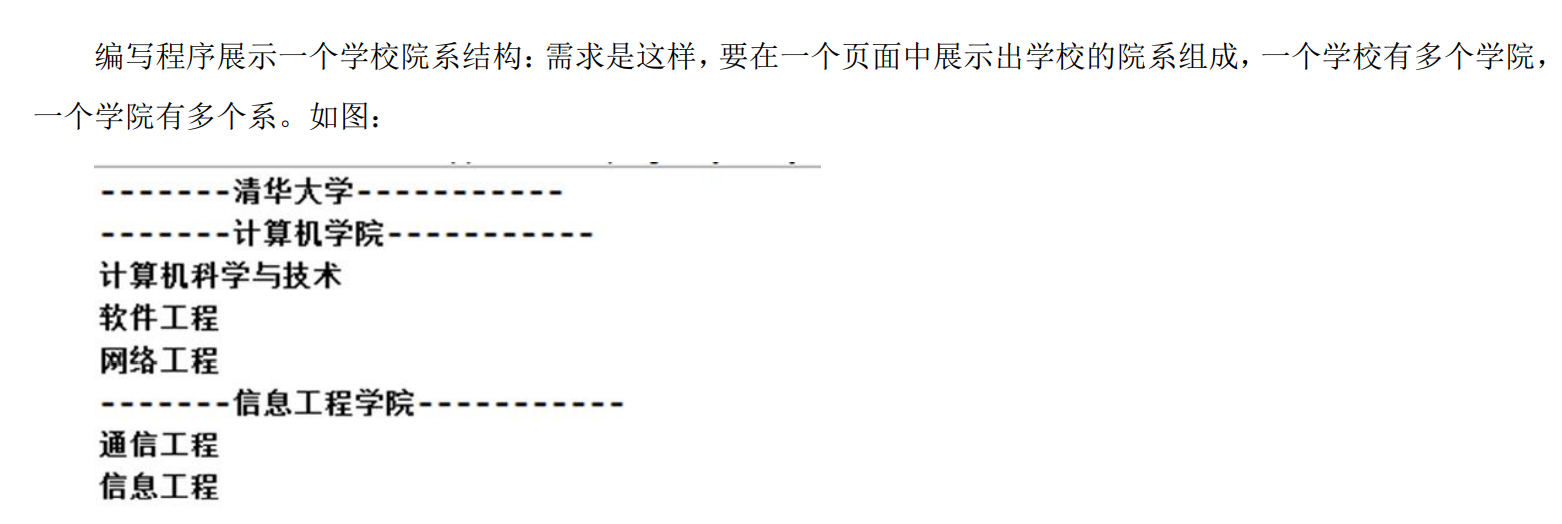 编写程序展示一个学校院系结构：需求是这样，要在一个页面中展示出学校的院系组成，一个学校有多个学院，
一个学院有多个系。如图：
-------清华大学-----------
-------计算机学院-----------
计算机科学与技术
软件工程
网络工程
-------信息工程学院-----------
通信工程
信息工程